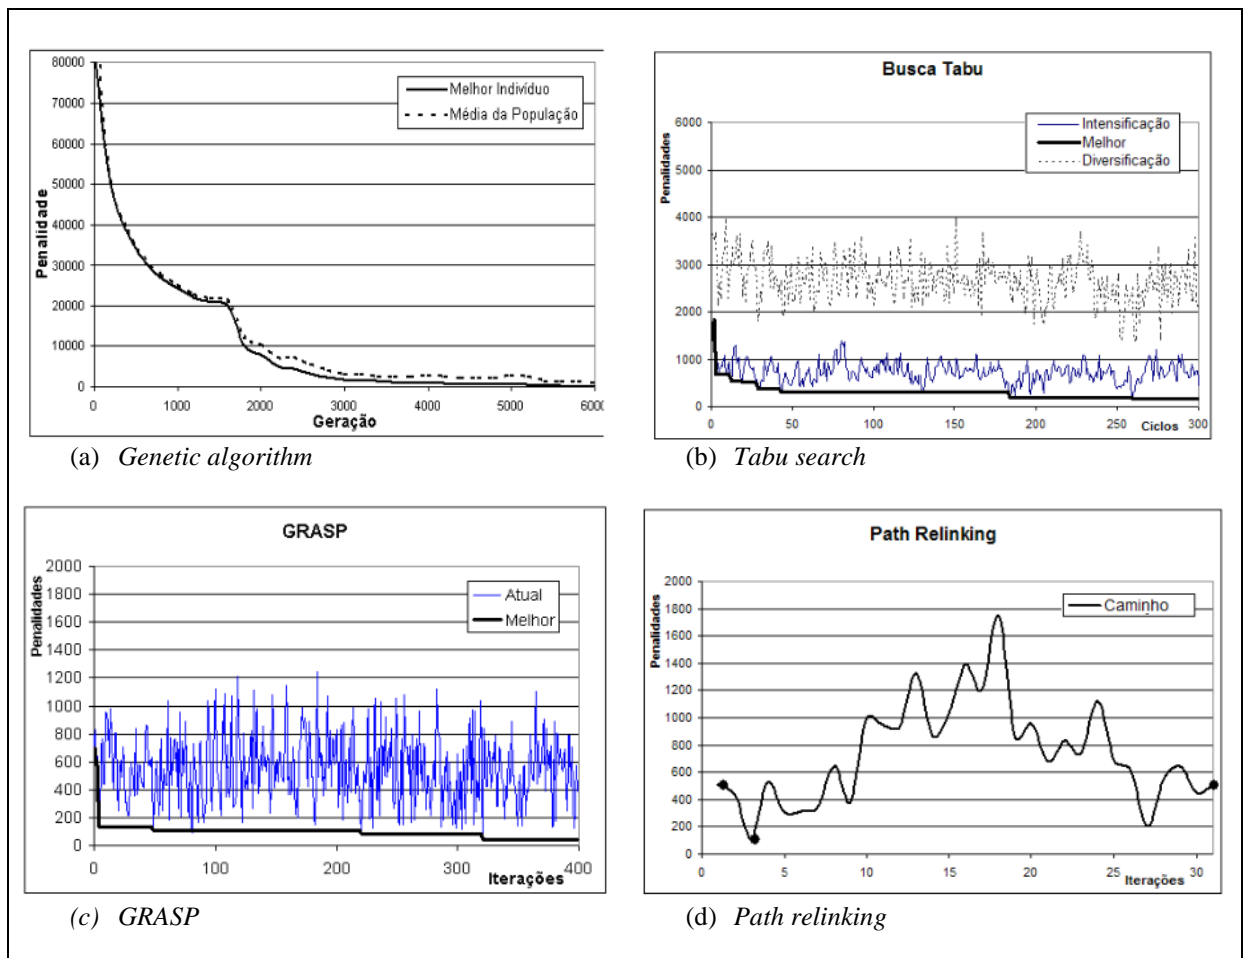 80000
70000
60000
50000
40000
30000
20000
10000
0
Penalidade
Melhor Indivíduo
Média da População
0 1000 2000 3000 4000 5000 6000
Geração
(a) Genetic algorithm
Busca Tabu
6000
5000
4000
3000
2000
1000
0
Penalidades
Intensificação
Melhor
Diversificação
0 50 100 150 200 250 300
Ciclos
(b) Tabu search
GRASP
2000
1800
1600
1400
1200
1000
800
600
400
200
0
Penalidades
Atual
Melhor
0 100 200 300 400
Iterações
(c) GRASP
Path Relinking
2000
1800
1600
1400
1200
1000
800
600
400
200
0
Penalidades
Caminho
0 5 10 15 20 25 30
Iterações
(d) Path relinking